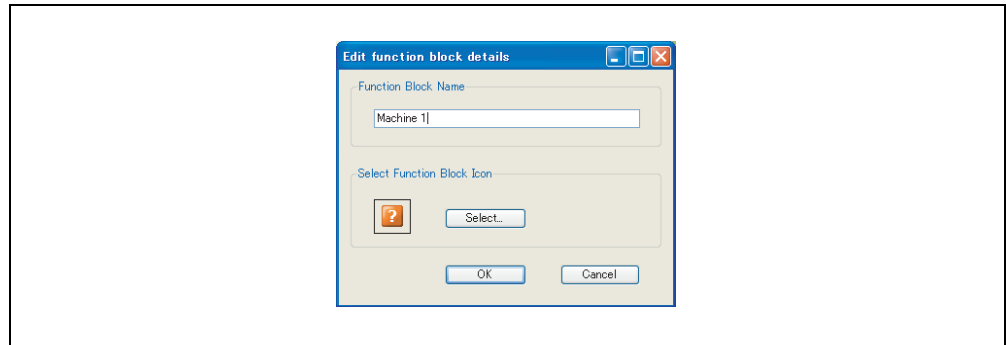 Edit function block details
Function Block Name
Machine 1
Select Function Block Icon
?
Select...
OK Cancel